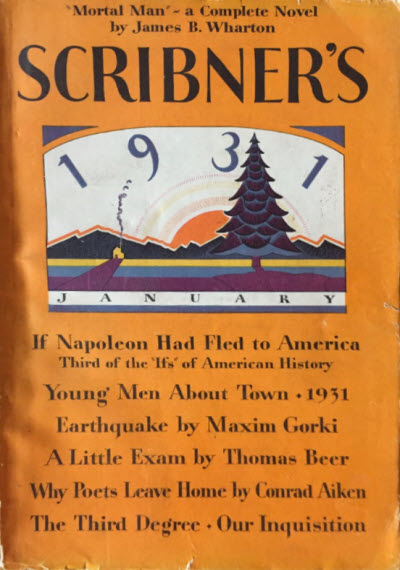 'Mortal Man' - a Complete Novel
by James B. Wharton
SCRIBNER'S
1931
JANUARY
If Napoleon Had Fled to America
Third of the 'Ifs' of American History
Young Men About Town • 1931
Earthquake by Maxim Gorki
A Little Exam by Thomas Beer
Why Poets Leave Home by Conrad Aiken
The Third Degree • Our Inquisition